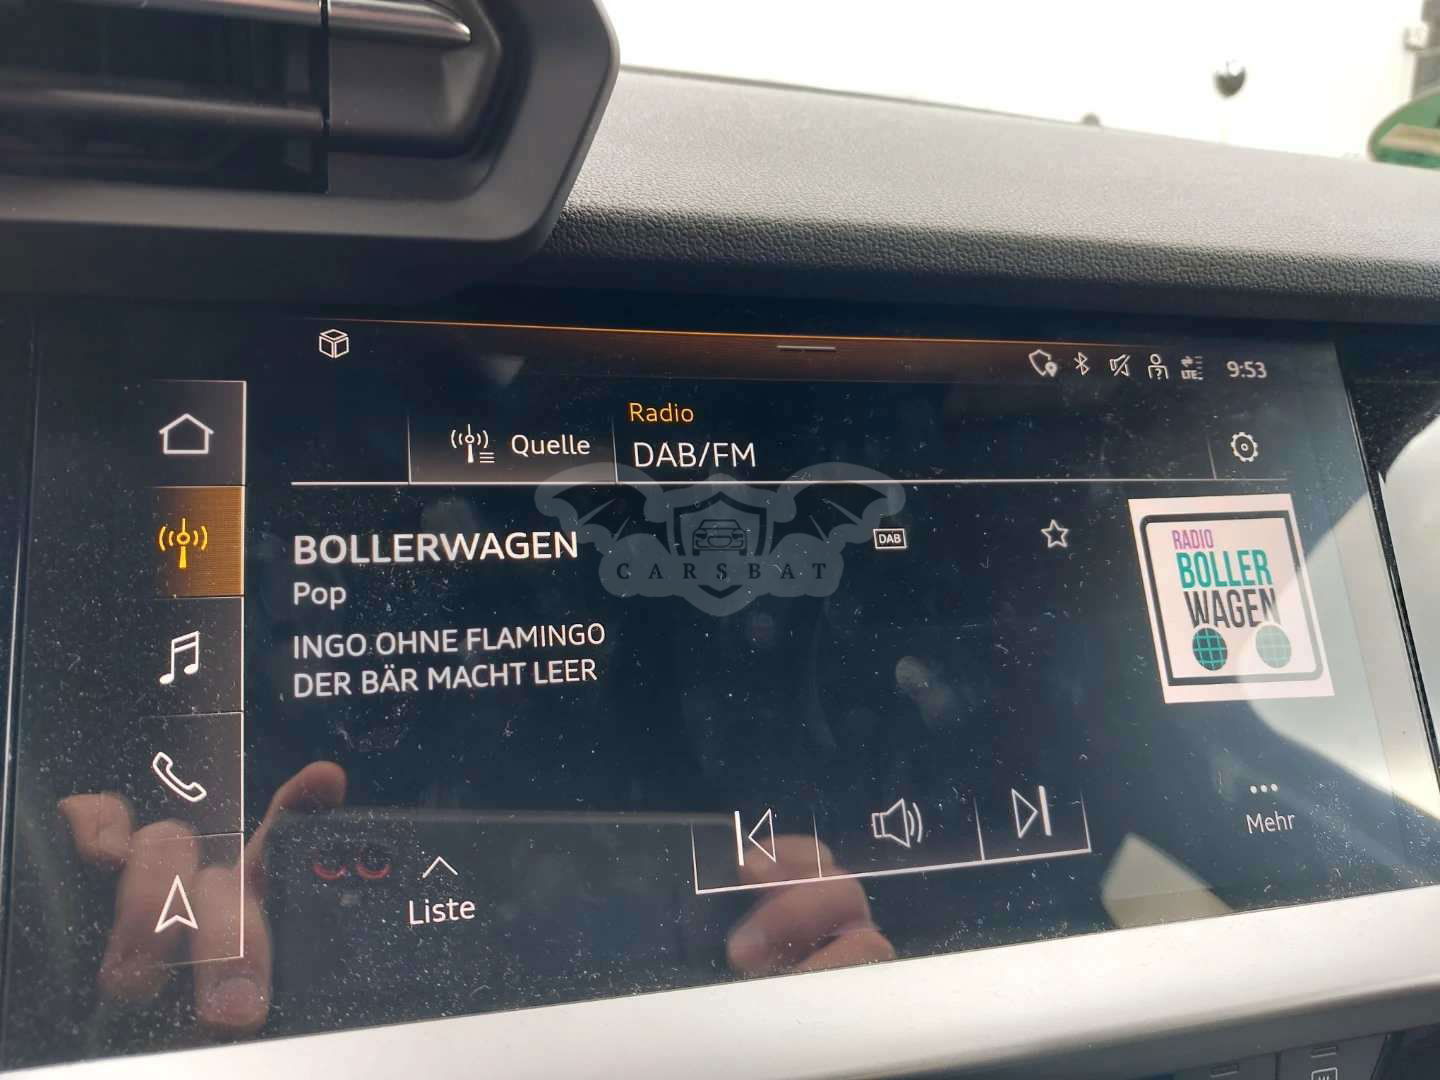 LTE
9:53
Radio
Quelle
DAB/FM
BOLLERWAGEN
DAB
Pop
INGO OHNE FLAMINGO
DER BÄR MACHT LEER
RADIO
BOLLER
WAGEN
CARSBAT
Mehr
Liste